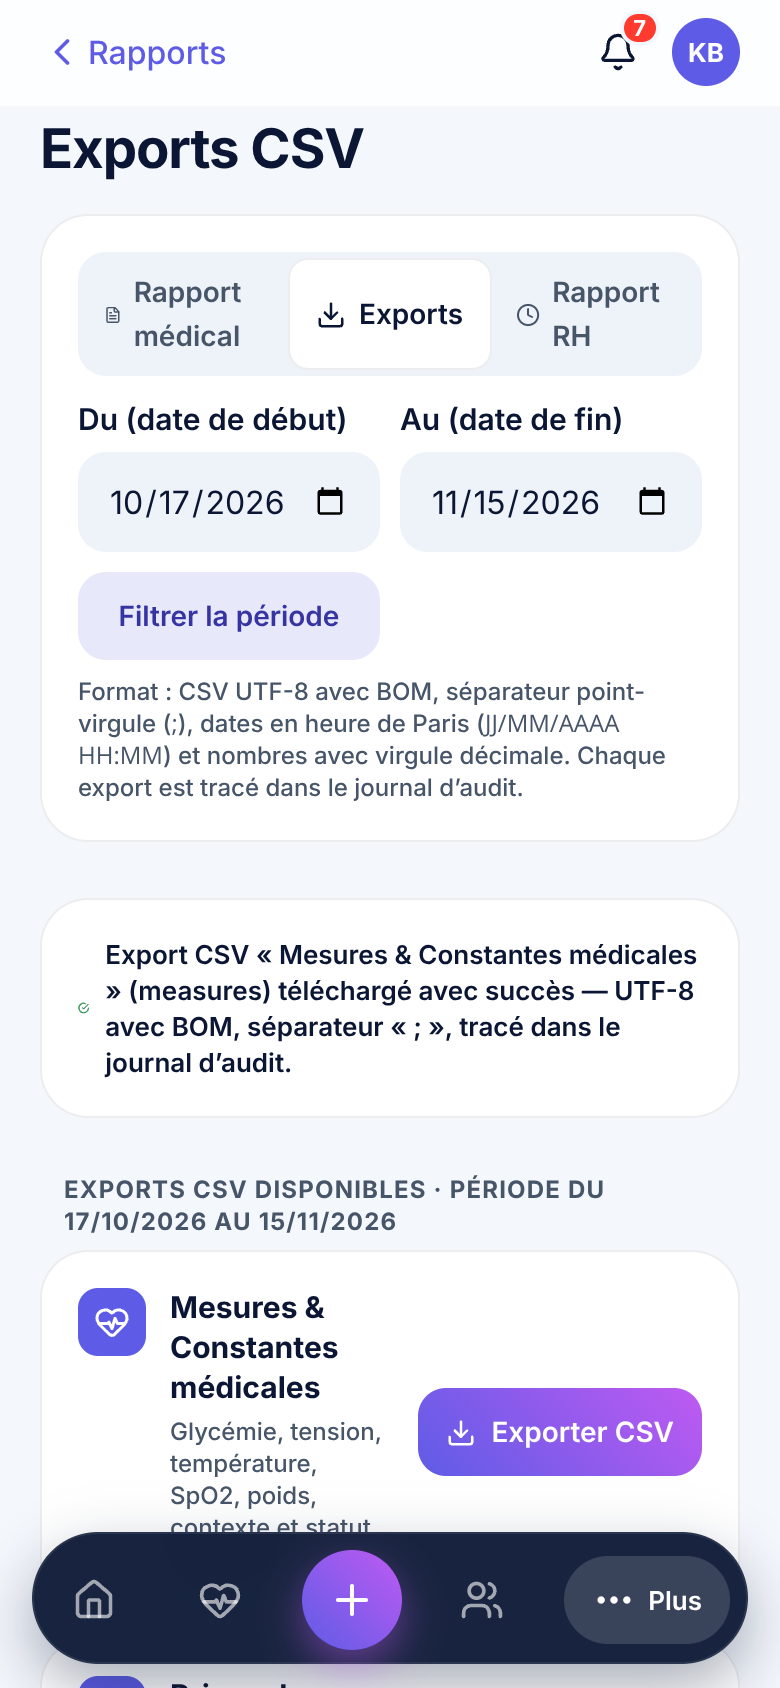 Rapports
7
KB
Exports CSV
Rapport
médical
Exports
Rapport
RH
Du (date de début)
Au (date de fin)
10/17/2026
11/15/2026
Filtrer la période
Format : CSV UTF-8 avec BOM, séparateur point-
virgule (;), dates en heure de Paris (JJ/MM/AAAA
HH:MM) et nombres avec virgule décimale. Chaque
export est tracé dans le journal d’audit.
Export CSV « Mesures & Constantes médicales
» (measures) téléchargé avec succès — UTF-8
avec BOM, séparateur « ; », tracé dans le
journal d’audit.
EXPORTS CSV DISPONIBLES · PÉRIODE DU
17/10/2026 AU 15/11/2026
Mesures &
Constantes
médicales
Glycémie, tension,
température,
SpO2, poids,
contexte et statut
Exporter CSV
Plus